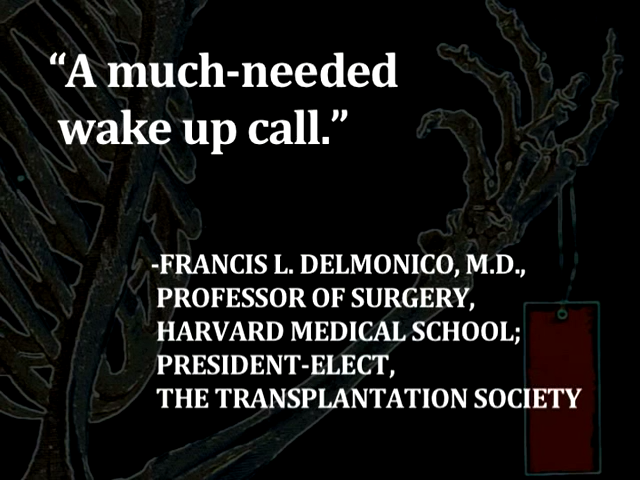 “A much-needed
wake up call.”
-FRANCIS L. DELMONICO, M.D.,
PROFESSOR OF SURGERY,
HARVARD MEDICAL SCHOOL;
PRESIDENT-ELECT,
THE TRANSPLANTATION SOCIETY